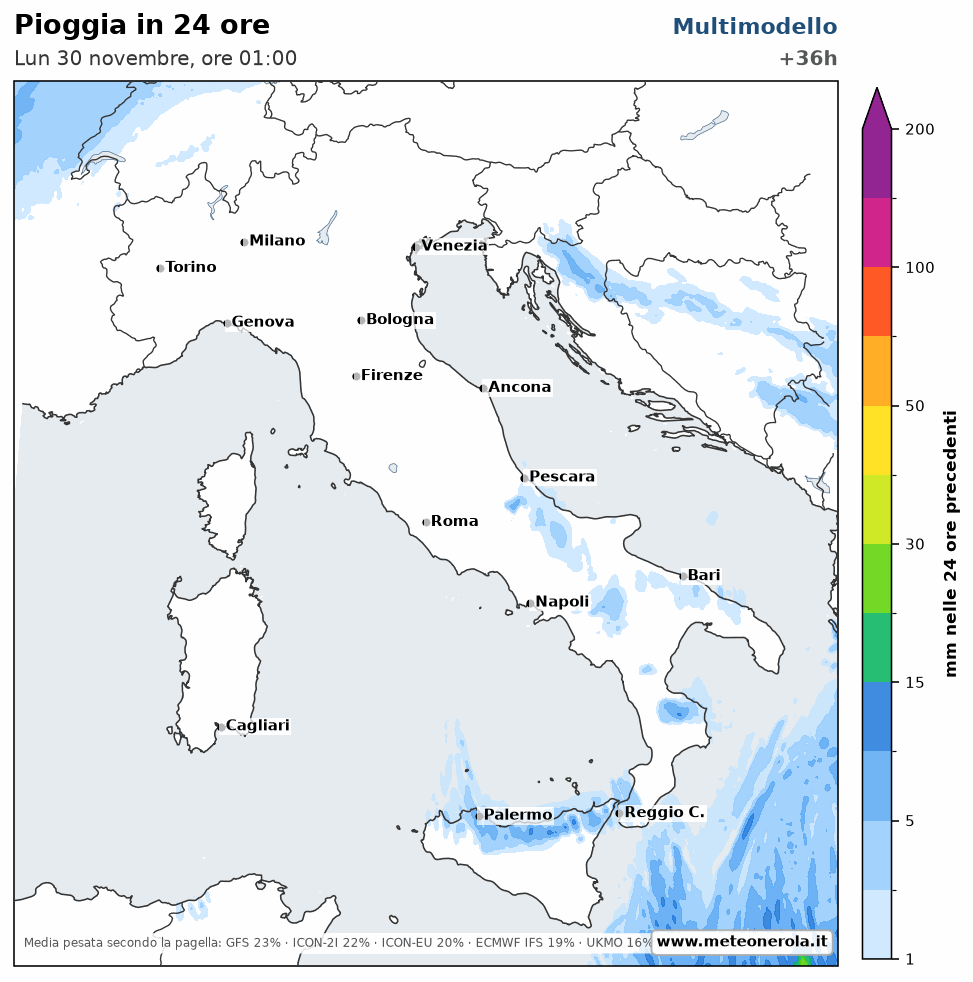 Pioggia in 24 ore
Multimodello
Lun 30 novembre, ore 01:00
+36h
200
100
50
30
15
5
1
mm nelle 24 ore precedenti
Milano
Venezia
Torino
Genova
Bologna
Firenze
Ancona
Pescara
Roma
Bari
Napoli
Cagliari
Palermo
Reggio C.
Media pesata secondo la pagella: GFS 23% · ICON-2I 22% · ICON-EU 20% · ECMWF IFS 19% · UKMO 16%
www.meteonerola.it